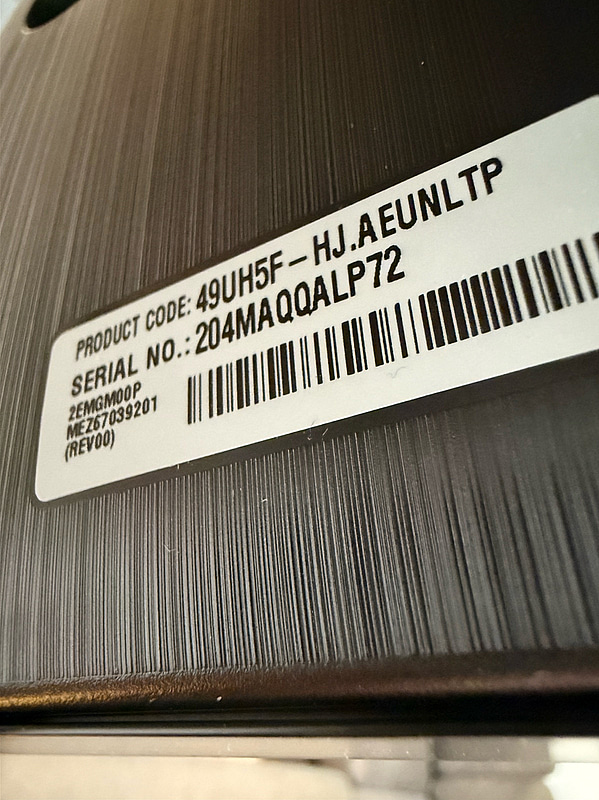 PRODUCT CODE: 49UH5F-HJ.AEUNLTP
SERIAL NO.: 204MAQQALP72
2EMGM00P
MEZ67039201
(REV00)